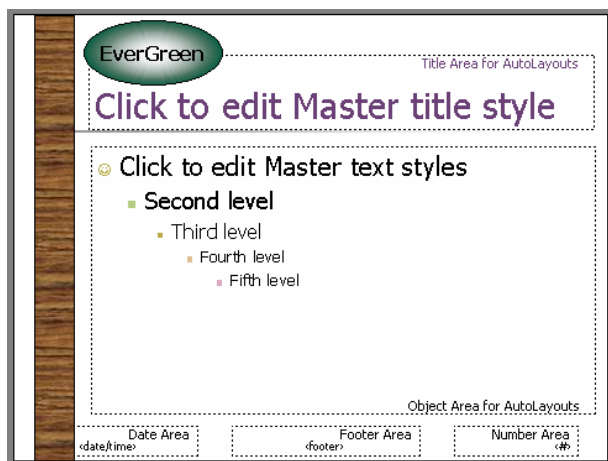 EverGreen
Title Area for AutoLayouts
Click to edit Master title style
Click to edit Master text styles
Second level
Third level
Fourth level
Fifth level
Object Area for AutoLayouts
Date Area
‹date/time›
Footer Area
‹footer›
Number Area
‹#›